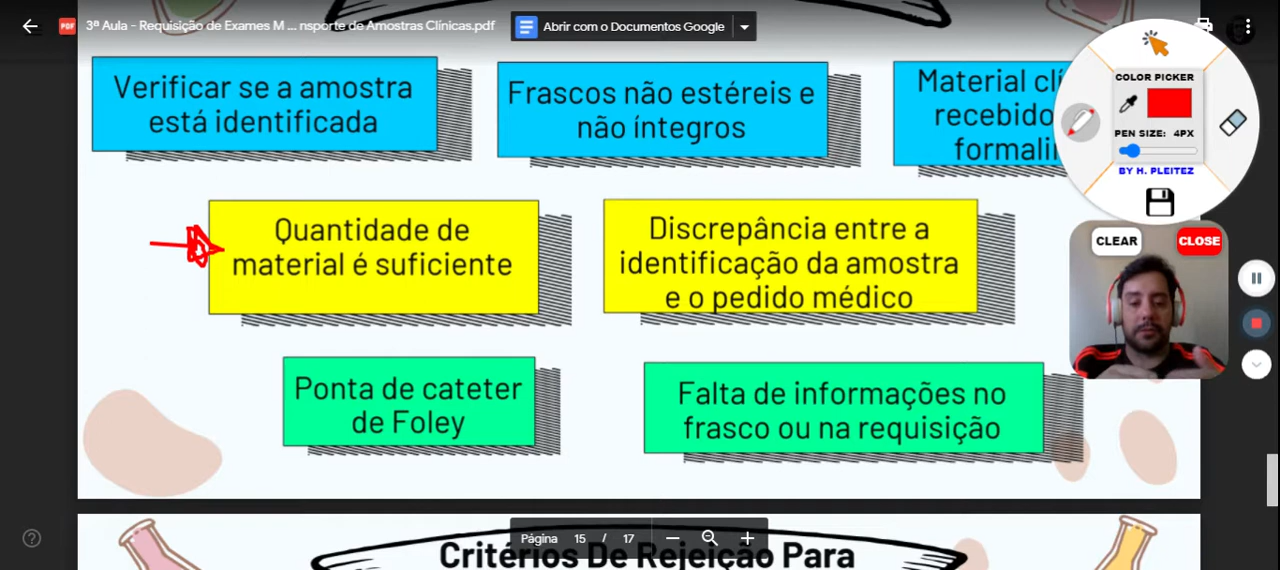 3ª Aula - Requisição de Exames M ... nsporte de Amostras Clínicas.pdf
PDF
Abrir com o Documentos Google
Verificar se a amostra
está identificada
Frascos não estéreis e
não íntegros
Material clí
recebido
formali
COLOR PICKER
PEN SIZE: 4PX
BY H. PLEITEZ
CLEAR
CLOSE
Quantidade de
material é suficiente
Discrepância entre a
identificação da amostra
e o pedido médico
Ponta de cateter
de Foley
Falta de informações no
frasco ou na requisição
Página 15 / 17
Critérios De Rejeição Para